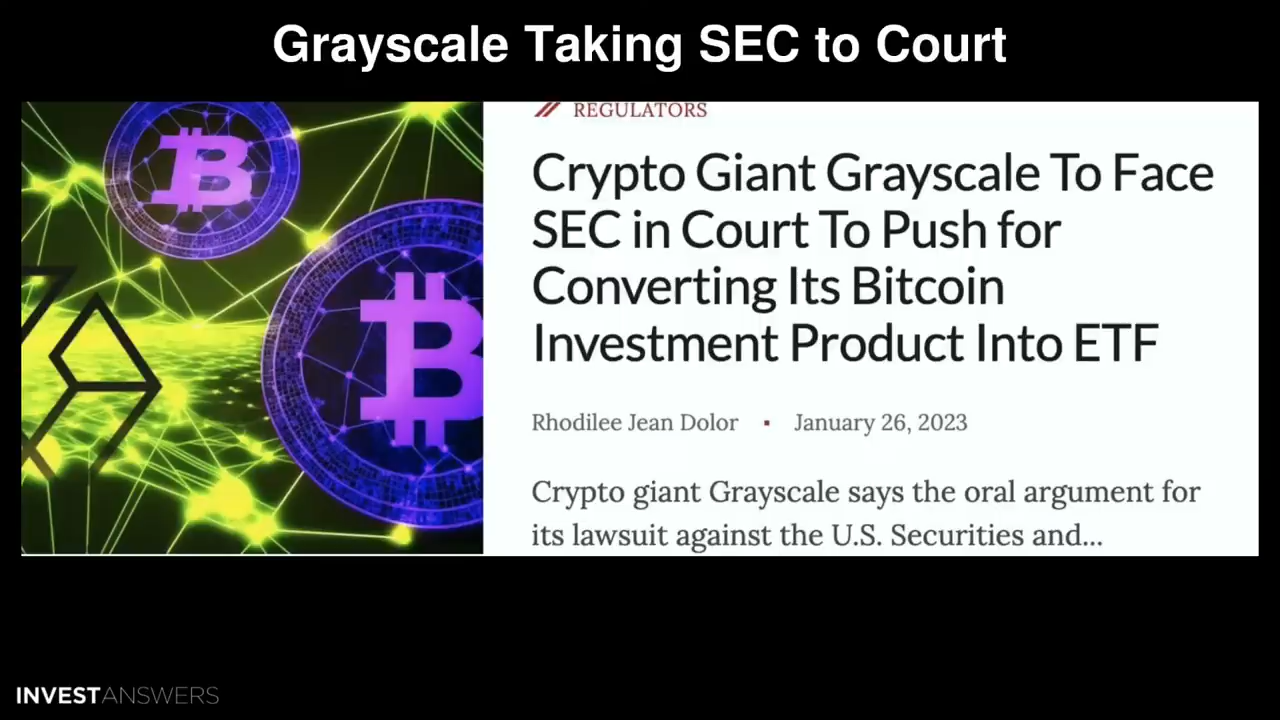 Grayscale Taking SEC to Court
REGULATORS
Crypto Giant Grayscale To Face
SEC in Court To Push for
Converting Its Bitcoin
Investment Product Into ETF
Rhodilee Jean Dolor ▪ January 26, 2023
Crypto giant Grayscale says the oral argument for
its lawsuit against the U.S. Securities and...
INVESTANSWERS